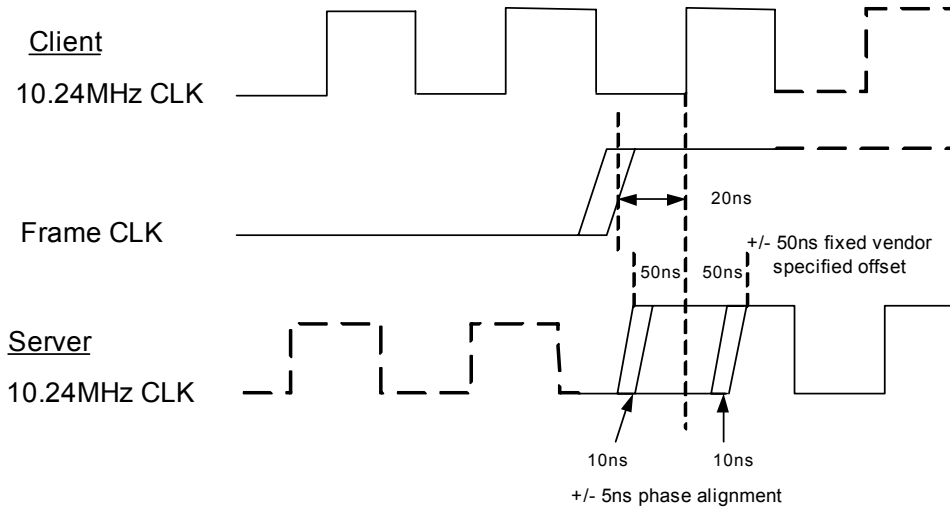 Client
10.24MHz CLK
20ns
Frame CLK
+/- 50ns fixed vendor
specified offset
50ns
50ns
Server
10.24MHz CLK
10ns
10ns
+/- 5ns phase alignment